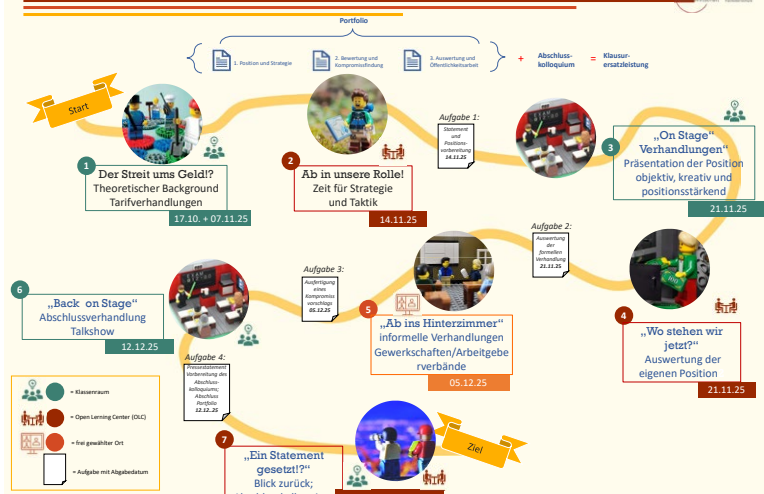 Portfolio
1. Position und Strategie
2. Bewertung und
Kompromissfindung
3. Auswertung und
Öffentlichkeitsarbeit
+
Abschluss-
kolloquium
=
Klausur-
ersatzleistung
Start
1
Der Streit ums Geld!?
Theoretischer Background
Tarifverhandlungen
17.10. + 07.11.25
2
Ab in unsere Rolle!
Zeit für Strategie
und Taktik
14.11.25
Aufgabe 1:
Statement
und
Positions-
vorbereitung
14.11.25
3
„On Stage“
Verhandlungen
Präsentation der Position
objektiv, kreativ und
positionsstärkend
21.11.25
Aufgabe 2:
Auswertung
der
formellen
Verhandlung
21.11.25
4
„Wo stehen wir
jetzt?“
Auswertung der
eigenen Position
21.11.25
5
„Ab ins Hinterzimmer“
informelle Verhandlungen
Gewerkschaften/Arbeitgebe
rverbände
05.12.25
Aufgabe 3:
Ausfertigung
eines
Kompromiss
vorschlags
05.12.25
6
„Back on Stage“
Abschlussverhandlung
Talkshow
12.12.25
Aufgabe 4:
Pressestatement
Vorbereitung des
Abschluss-
kolloquiums;
Abschluss
Portfolio
12.12..25
7
„Ein Statement
gesetzt!?“
Blick zurück;
Ziel
= Klassenraum
= Open Lerning Center (OLC)
= frei gewählter Ort
= Aufgabe mit Abgabedatum